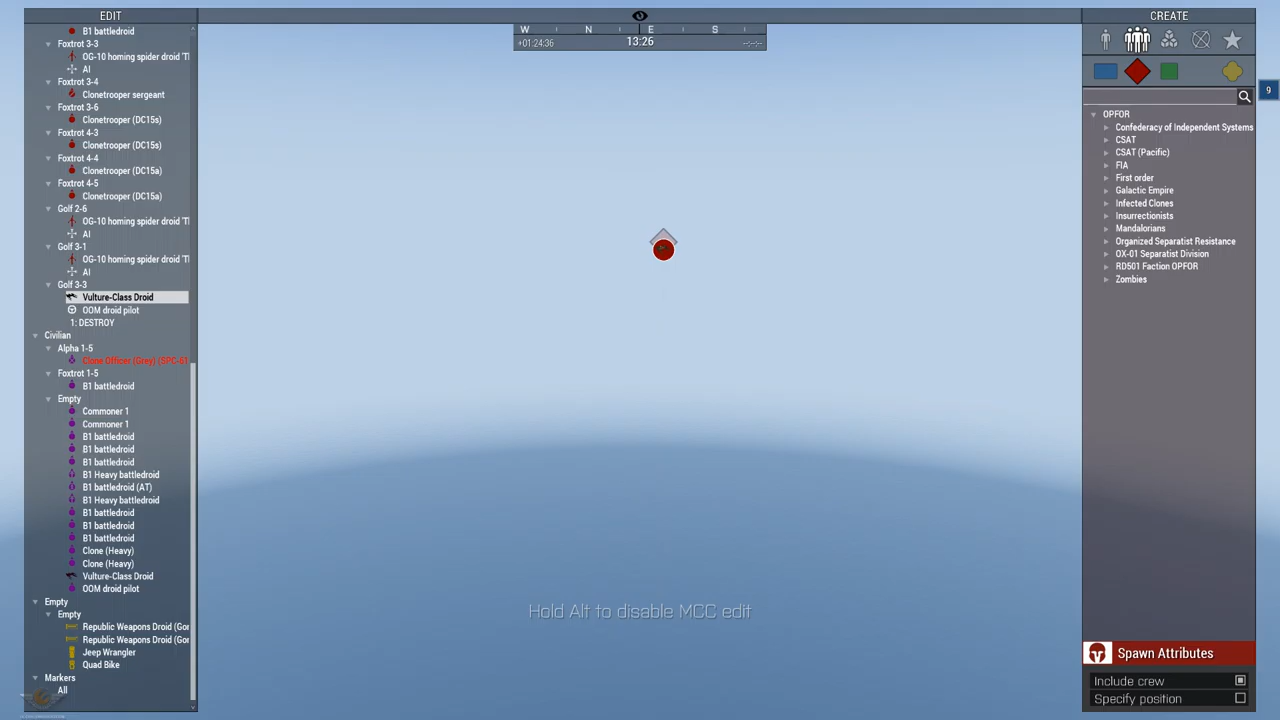 EDIT
B1 battledroid
Foxtrot 3-3
OG-10 homing spider droid 'Tl
AI
Foxtrot 3-4
Clonetrooper sergeant
Foxtrot 3-6
Clonetrooper (DC15s)
Foxtrot 4-3
Clonetrooper (DC15s)
Foxtrot 4-4
Clonetrooper (DC15a)
Foxtrot 4-5
Clonetrooper (DC15a)
Golf 2-6
OG-10 homing spider droid 'Tl
AI
Golf 3-1
OG-10 homing spider droid 'Tl
AI
Golf 3-3
Vulture-Class Droid
OOM droid pilot
1: DESTROY
Civilian
Alpha 1-5
Clone Officer (Grey) (SPC-51
Foxtrot 1-5
B1 battledroid
Empty
Commoner 1
Commoner 1
B1 battledroid
B1 battledroid
B1 battledroid
B1 Heavy battledroid
B1 battledroid (AT)
B1 Heavy battledroid
B1 battledroid
B1 battledroid
B1 battledroid
Clone (Heavy)
Clone (Heavy)
Vulture-Class Droid
OOM droid pilot
Empty
Empty
Republic Weapons Droid (Gor
Republic Weapons Droid (Gor
Jeep Wrangler
Quad Bike
Markers
All
W N E S
+01:24:36 13:26 --:--:--
Hold Alt to disable MCC edit
CREATE
9
OPFOR
Confederacy of Independent Systems
CSAT
CSAT (Pacific)
FIA
First order
Galactic Empire
Infected Clones
Insurrectionists
Mandalorians
Organized Separatist Resistance
OX-01 Separatist Division
RD501 Faction OPFOR
Zombies
Spawn Attributes
Include crew
Specify position